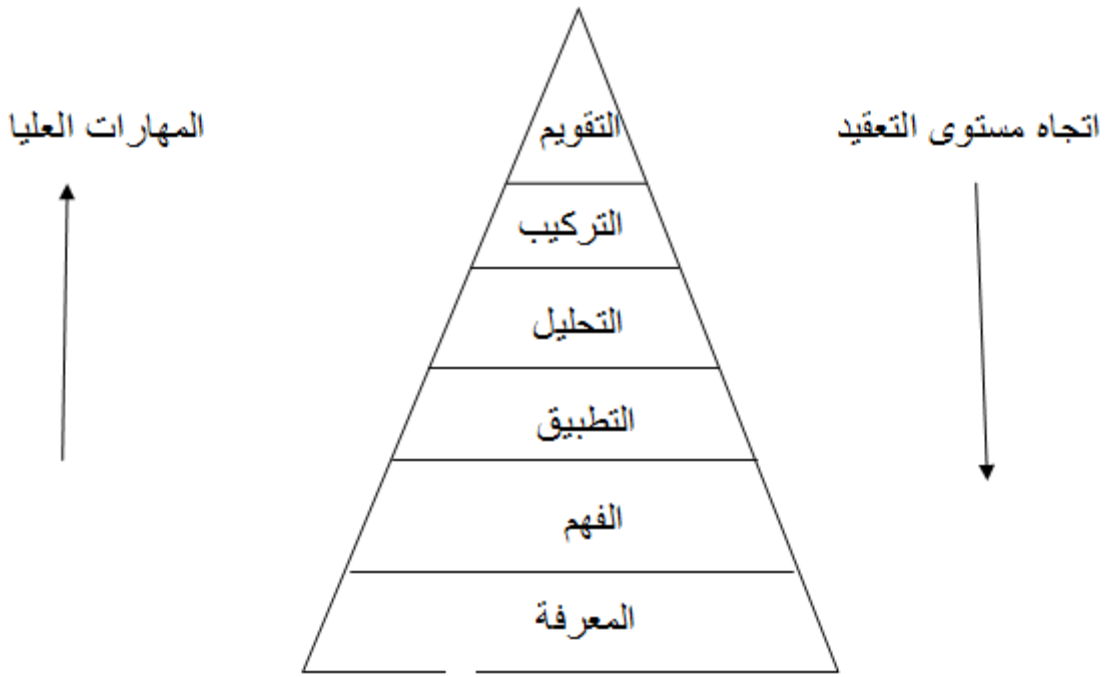 اتجاه مستوى التعقيد
المهارات العليا
التقويم
التركيب
التحليل
التطبيق
الفهم
المعرفة